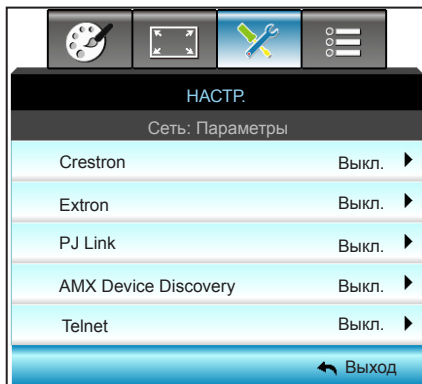 НАСТР.
Сеть: Параметры
Crestron Выкл.
Extron Выкл.
PJ Link Выкл.
AMX Device Discovery Выкл.
Telnet Выкл.
Выход